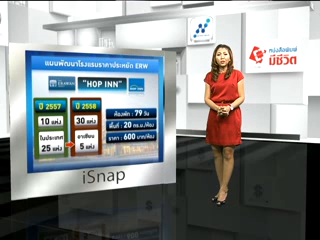 แผนพัฒนาโรงแรมราคาประหยัด ERW
"HOP INN"
ปี 2557
ปี 2558
10 แห่ง
30 แห่ง
ในประเทศ
25 แห่ง
อาเซียน
5 แห่ง
ห้องพัก : 79 วัน
พื้นที่ : 20 ตร.ม./ห้อง
ราคา : 600 บาท/ห้อง
iSnap
หนังสือพิมพ์
มีชีวิต